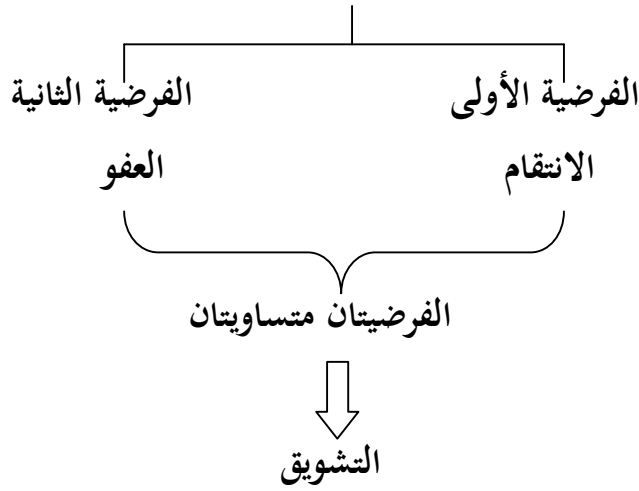 الفرضية الأولى
الفرضية الثانية
الانتقام
العفو
الفرضيتان متساويتان
التشويق